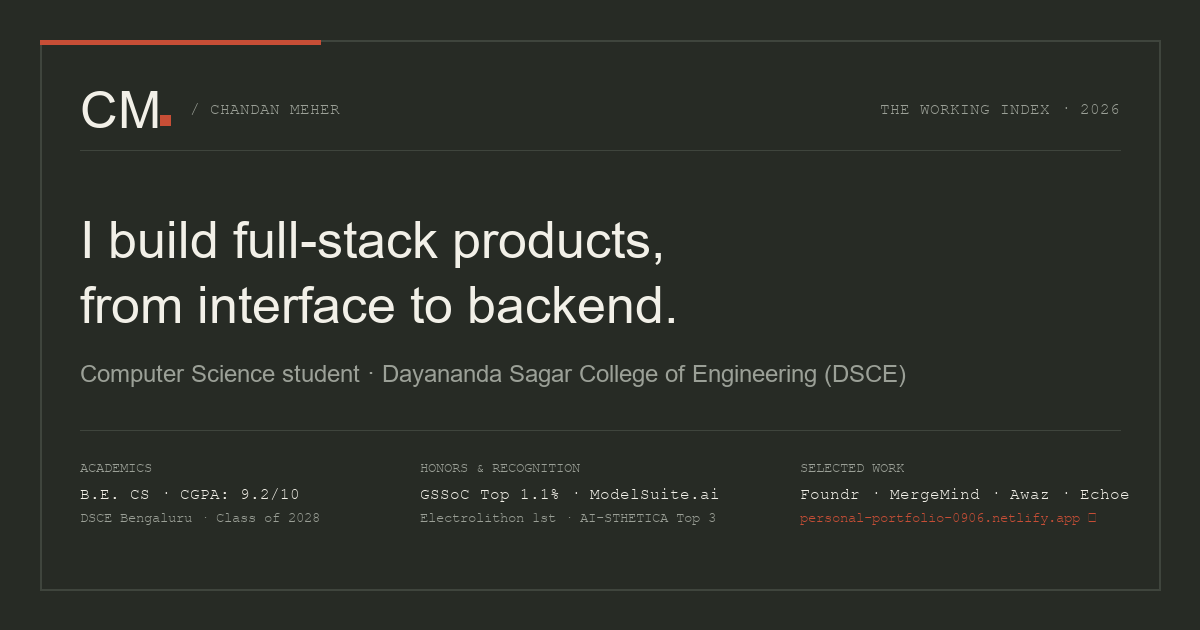 CM. / CHANDAN MEHER
THE WORKING INDEX · 2026
I build full-stack products,
from interface to backend.
Computer Science student · Dayananda Sagar College of Engineering (DSCE)
ACADEMICS
B.E. CS · CGPA: 9.2/10
DSCE Bengaluru · Class of 2028
HONORS & RECOGNITION
GSSoC Top 1.1% · ModelSuite.ai
Electrolithon 1st · AI-STHETICA Top 3
SELECTED WORK
Foundr · MergeMind · Awaz · Echoe
personal-portfolio-0906.netlify.app